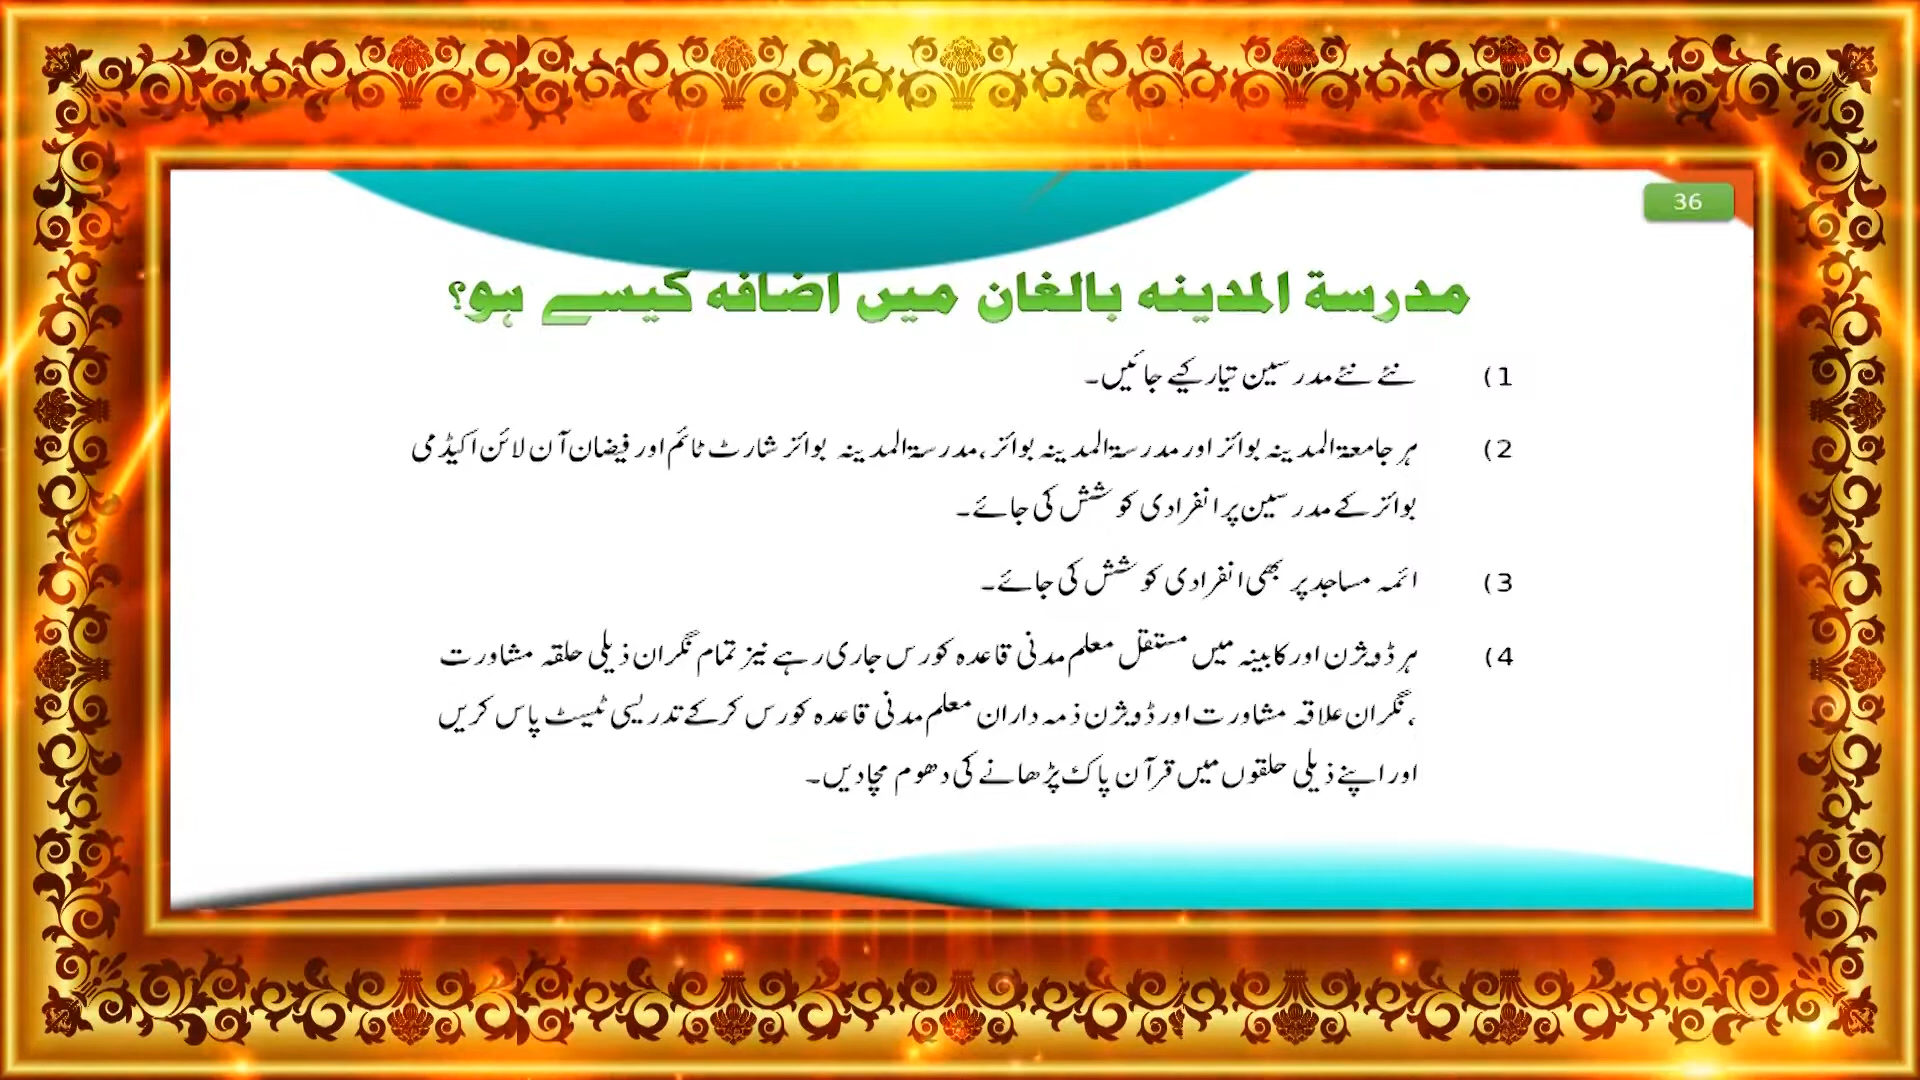 36
مدرسة المدینہ بالغان میں اضافہ کیسے ہو؟
1) نئے نئے مدرسین تیار کیے جائیں۔
2) ہر جامعۃ المدینہ بوائز اور مدرسۃ المدینہ بوائز ،مدرسۃ المدینہ بوائز شارٹ ٹائم اور فیضان آن لائن اکیڈمی
بوائز کے مدرسین پر انفرادی کوشش کی جائے۔
3) ائمہ مساجد پر بھی انفرادی کوشش کی جائے۔
4) ہر ڈویژن اور کابینہ میں مستقل معلم مدنی قاعدہ کورس جاری رہے نیز تمام نگران ذیلی حلقہ مشاورت
،نگران علاقہ مشاورت اور ڈویژن ذمہ داران معلم مدنی قاعدہ کورس کرکے تدریسی ٹیسٹ پاس کریں
اور اپنے ذیلی حلقوں میں قرآن پاک پڑھانے کی دھوم مچادیں۔